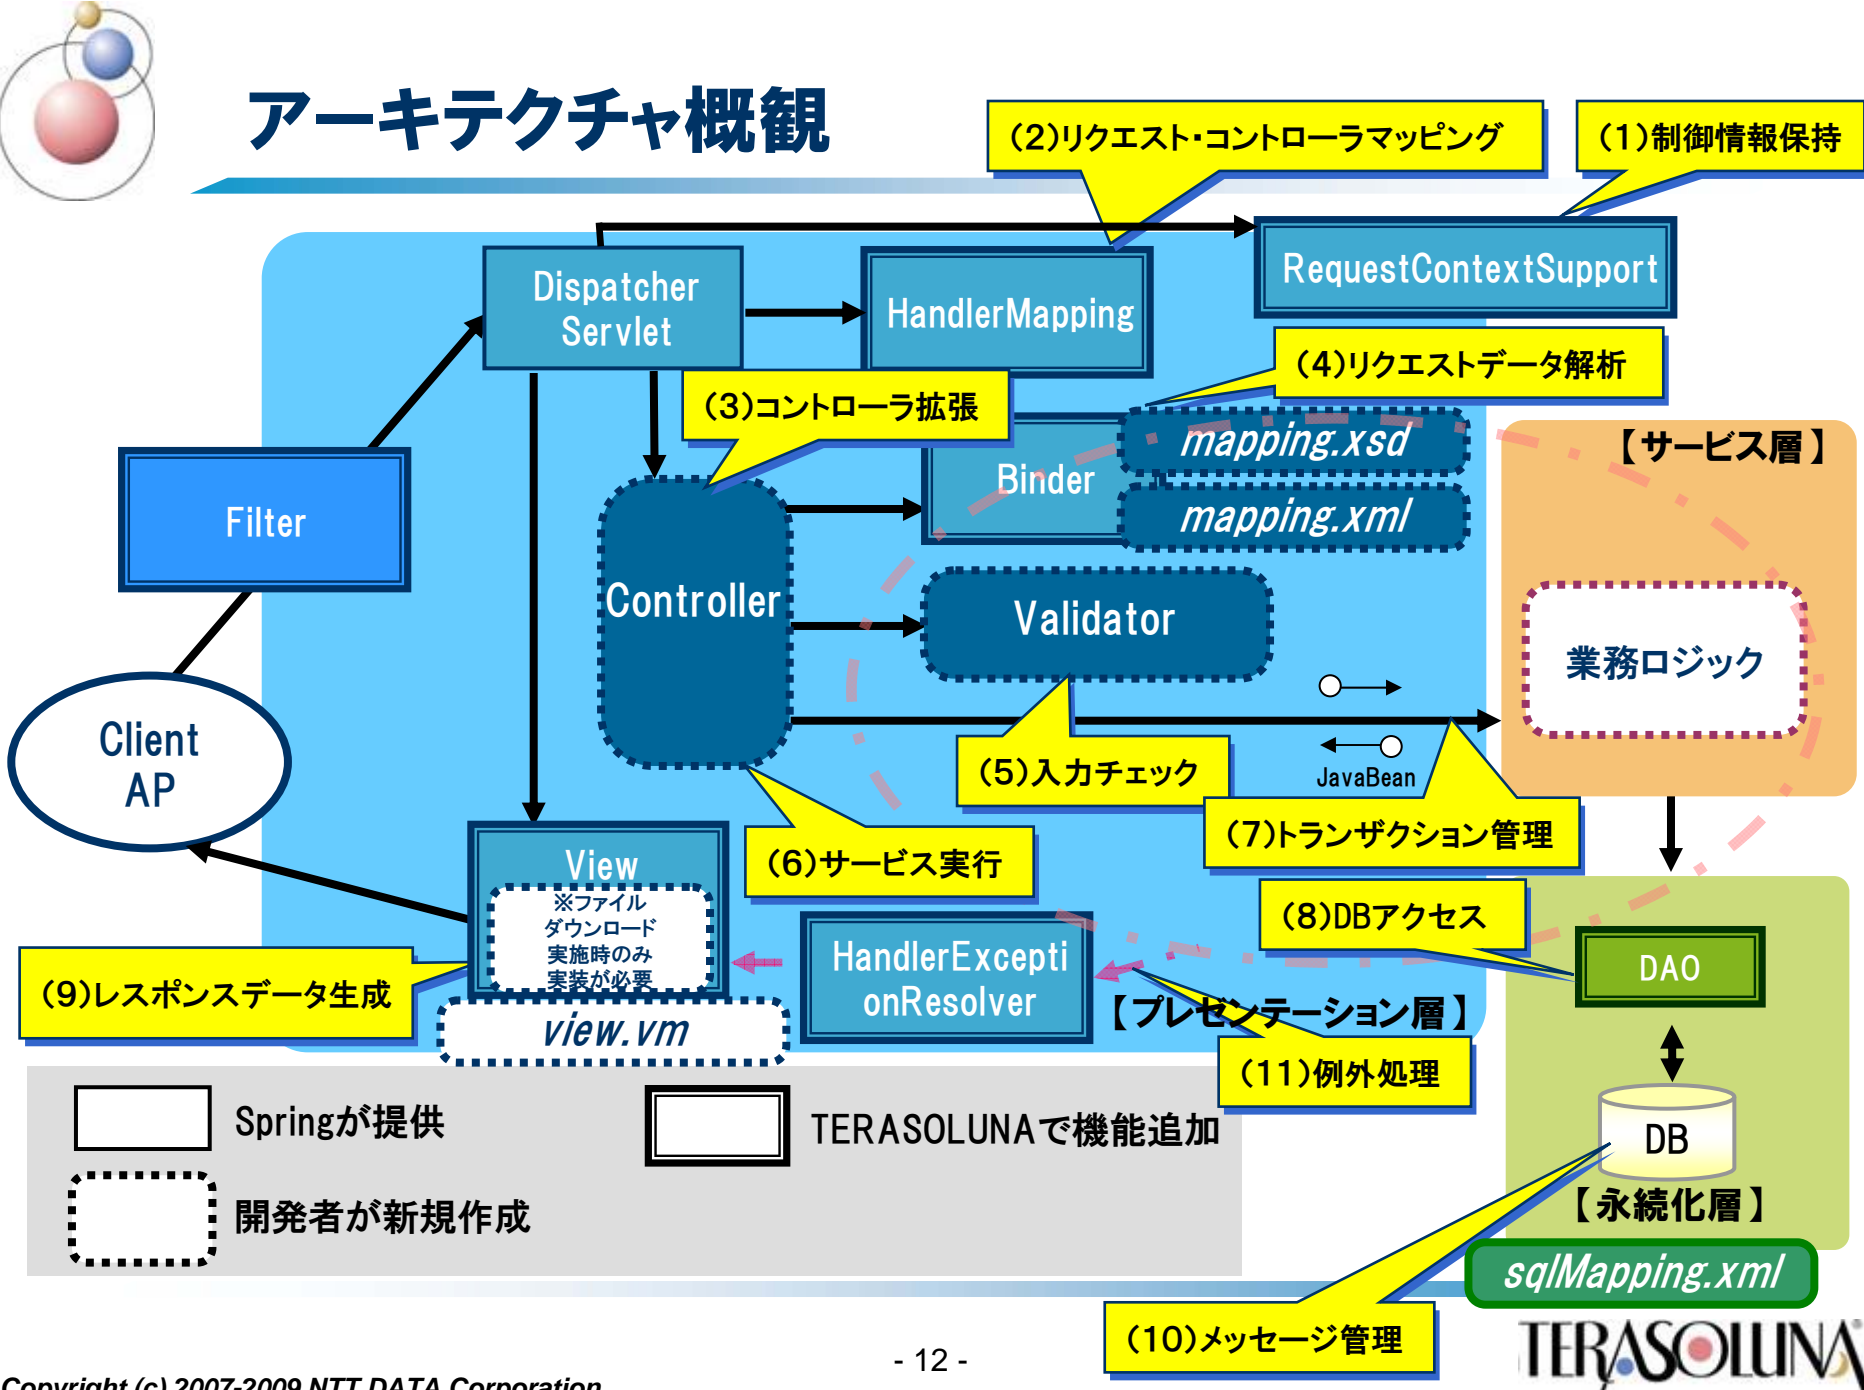 アーキテクチャ概観
(2)リクエスト・コントローラマッピング
(1)制御情報保持
Dispatcher
Servlet
HandlerMapping
RequestContextSupport
(4)リクエストデータ解析
(3)コントローラ拡張
mapping.xsd
【サービス層】
Binder
mapping.xml
Filter
Controller
Validator
業務ロジック
Client
AP
(5)入力チェック
JavaBean
(7)トランザクション管理
(6)サービス実行
View
※ファイル
ダウンロード
実施時のみ
実装が必要
(8)DBアクセス
HandlerExcepti
onResolver
DAO
(9)レスポンスデータ生成
【プレゼンテーション層】
view.vm
(11)例外処理
Springが提供
TERASOLUNAで機能追加
DB
開発者が新規作成
【永続化層】
sqlMapping.xml
(10)メッセージ管理
- 12 -
TERASOLUNA
Copyright (c) 2007-2009 NTT DATA Corporation